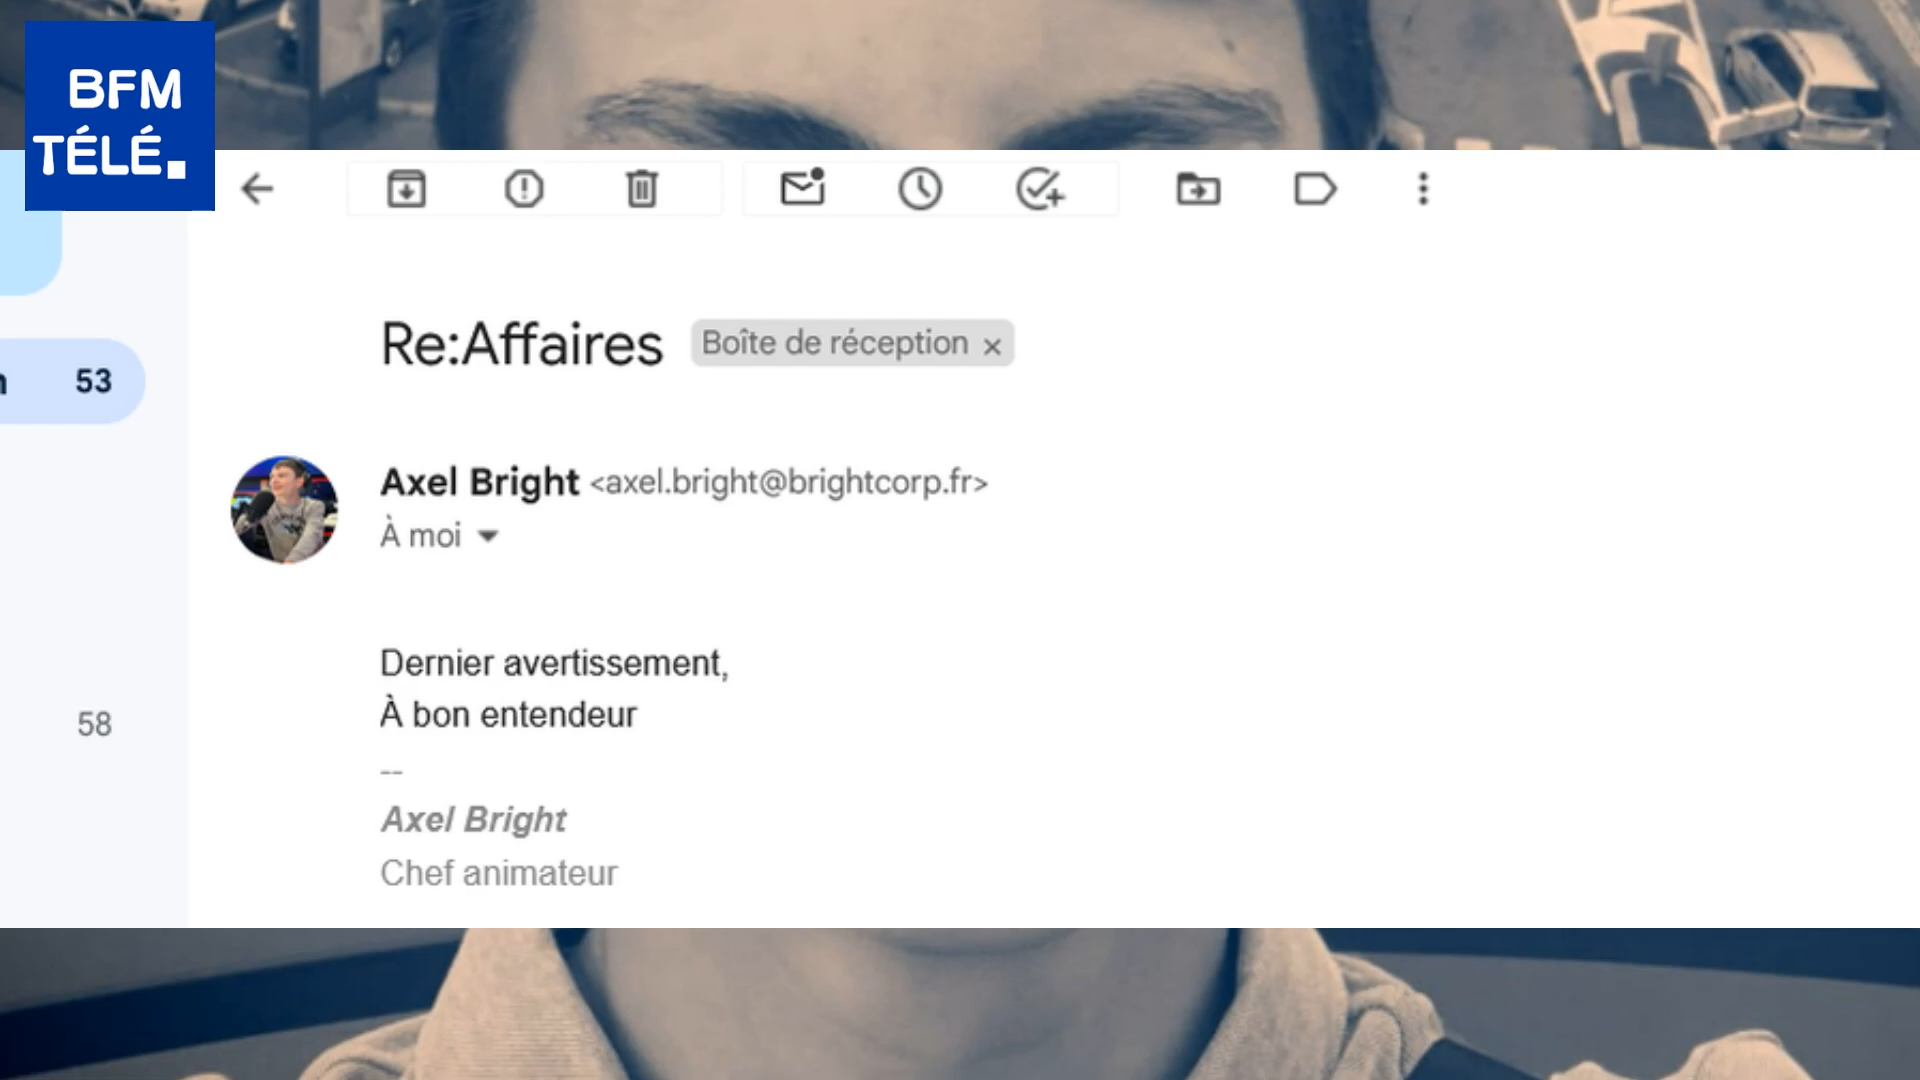 BFM
TÉLÉ.
Re:Affaires Boîte de réception ×
53
Axel Bright <axel.bright@brightcorp.fr>
À moi
Dernier avertissement,
À bon entendeur
58
--
Axel Bright
Chef animateur